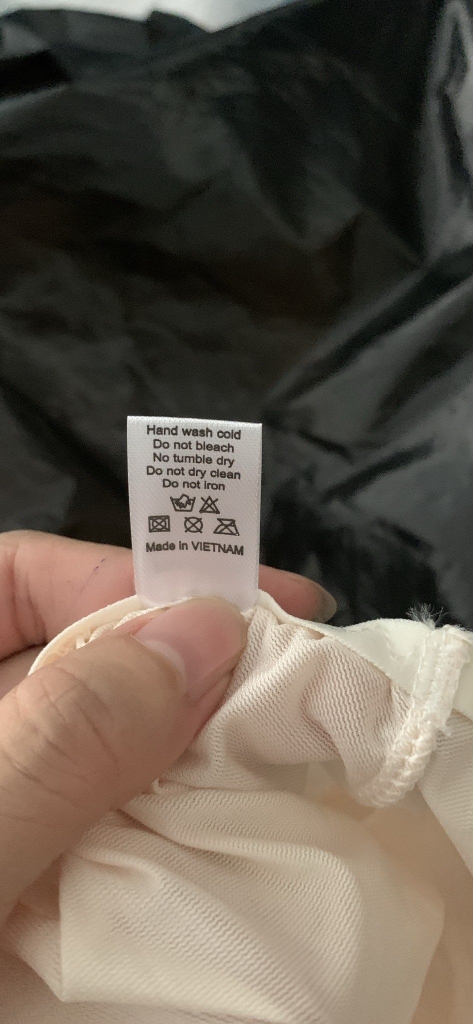 Hand wash cold
Do not bleach
No tumble dry
Do not dry clean
Do not iron
Made in VIETNAM